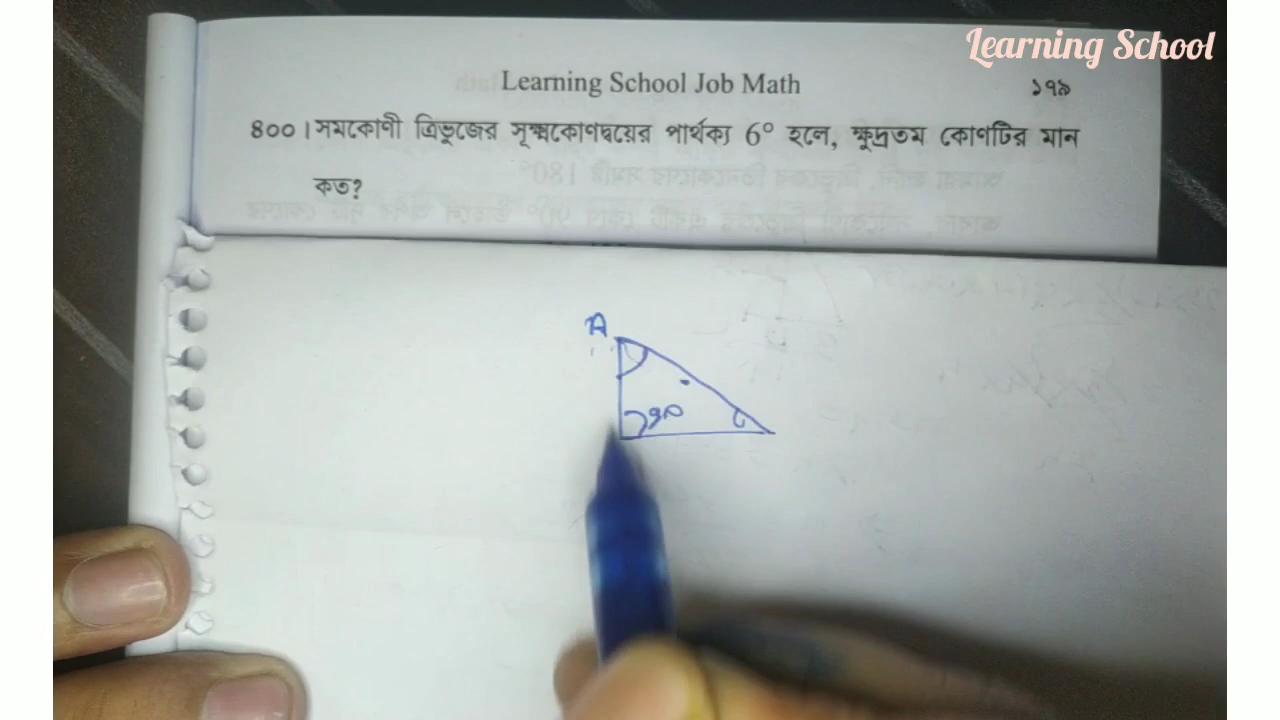 Learning School
Learning School Job Math ১৭৯
৪০০। সমকোণী ত্রিভুজের সূক্ষ্মকোণদ্বয়ের পার্থক্য 6° হলে, ক্ষুদ্রতম কোণটির মান
কত?
A
90